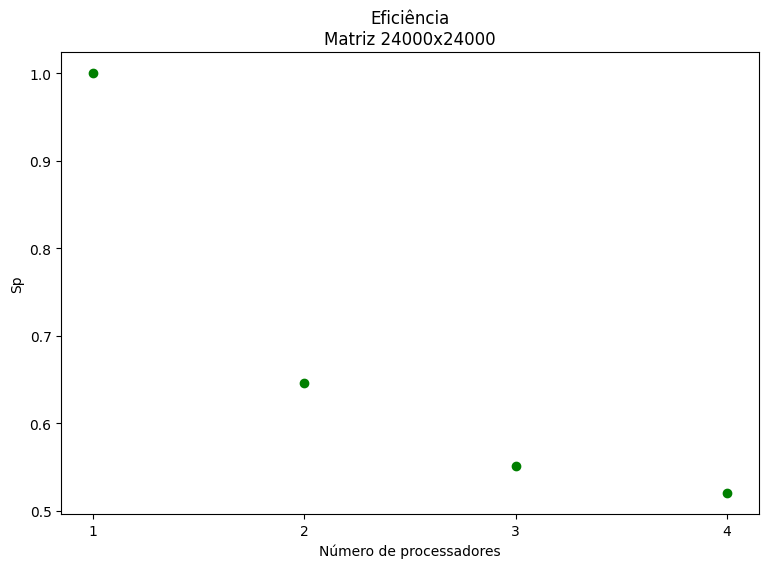 Eficiência
Matriz 24000x24000
1.0
0.9
0.8
0.7
0.6
0.5
Sp
1 2 3 4
Número de processadores